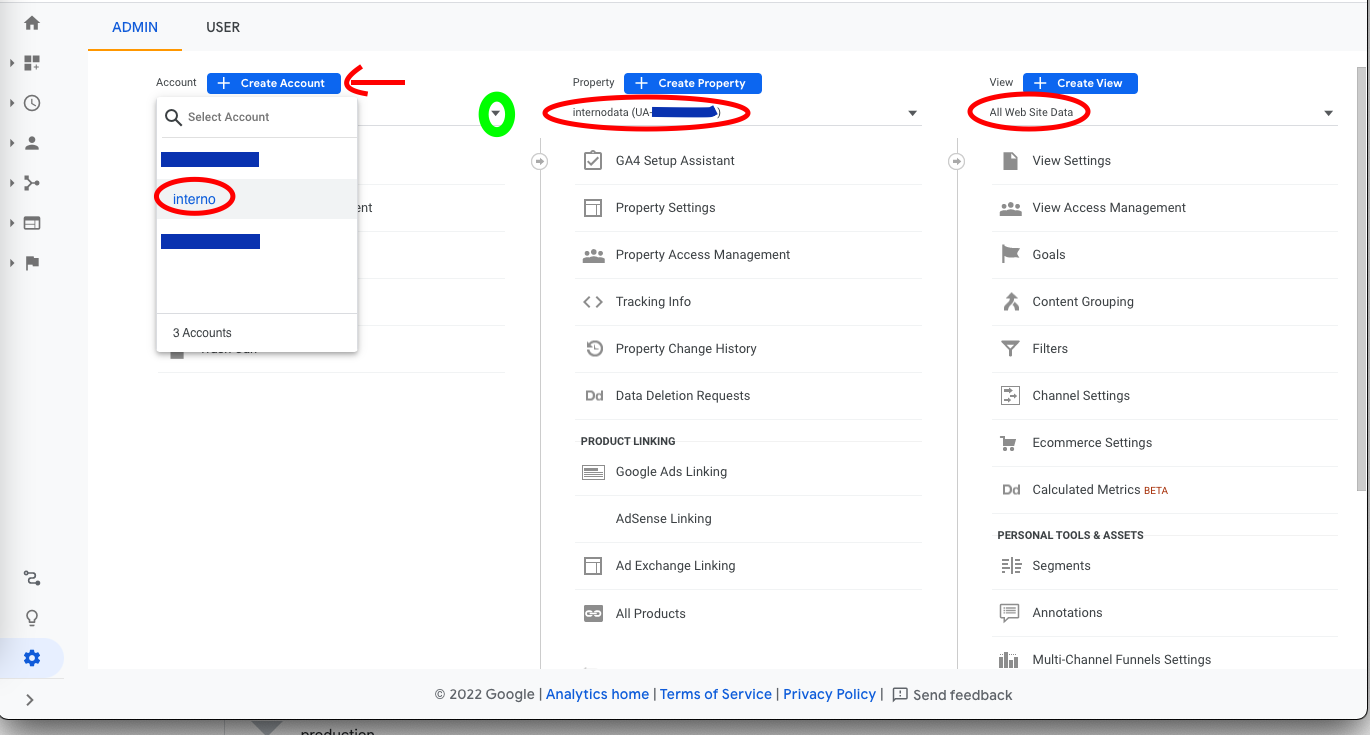 ADMIN
USER
Account
Create Account
Select Account
interno
ent
3 Accounts
Property
Create Property
internodata (UA-
)
GA4 Setup Assistant
Property Settings
Property Access Management
Tracking Info
Property Change History
Dd Data Deletion Requests
PRODUCT LINKING
Google Ads Linking
AdSense Linking
Ad Exchange Linking
All Products
View
Create View
All Web Site Data
View Settings
View Access Management
Goals
Content Grouping
Filters
Channel Settings
Ecommerce Settings
Dd Calculated Metrics BETA
PERSONAL TOOLS & ASSETS
Segments
Annotations
Multi-Channel Funnels Settings
© 2022 Google | Analytics home | Terms of Service | Privacy Policy | Send feedback
production